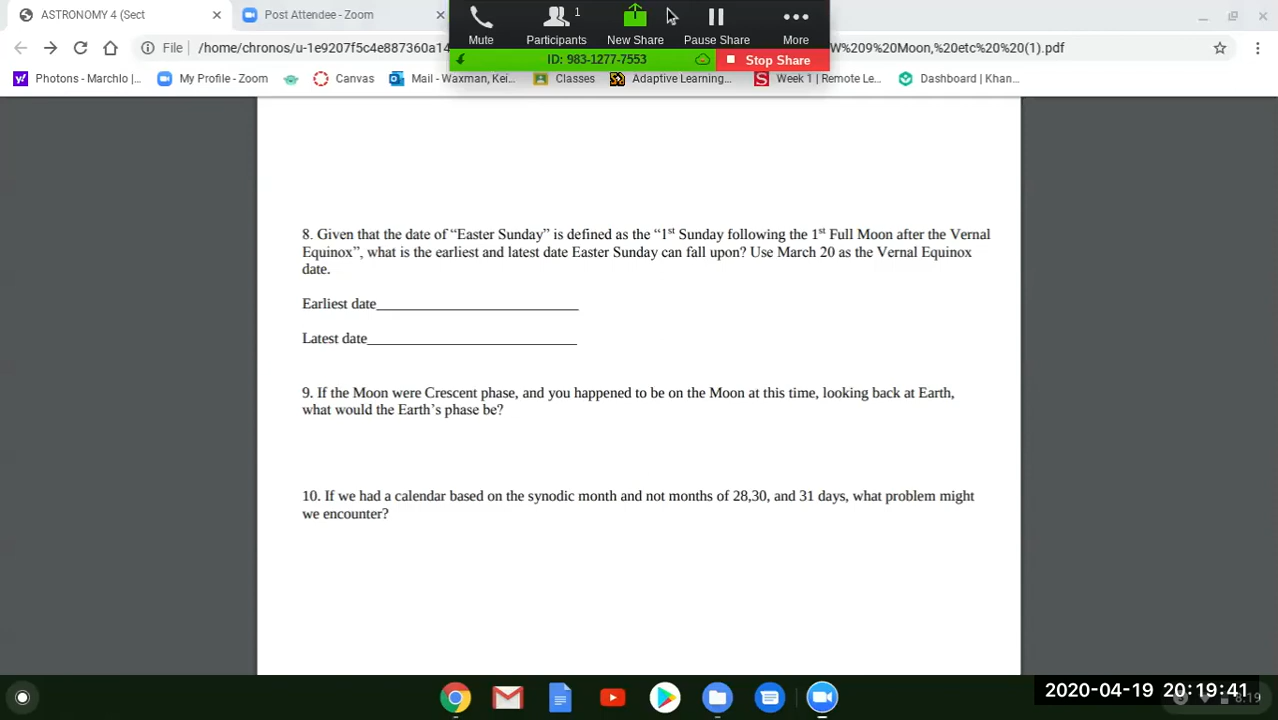 ASTRONOMY 4 (Sect
Post Attendee - Zoom
Mute
Participants
1
New Share
Pause Share
More
File
/home/chronos/u-1e9207f5c4e887360a14
W%209%20Moon,%20etc%20%20(1).pdf
ID: 983-1277-7553
Stop Share
Photons - Marchlo |...
My Profile - Zoom
Canvas
Mail - Waxman, Kei...
Classes
Adaptive Learning...
Week 1 | Remote Le...
Dashboard | Khan...
8. Given that the date of “Easter Sunday” is defined as the “1st Sunday following the 1st Full Moon after the Vernal
Equinox”, what is the earliest and latest date Easter Sunday can fall upon? Use March 20 as the Vernal Equinox
date.
Earliest date___________________________
Latest date____________________________
9. If the Moon were Crescent phase, and you happened to be on the Moon at this time, looking back at Earth,
what would the Earth’s phase be?
10. If we had a calendar based on the synodic month and not months of 28,30, and 31 days, what problem might
we encounter?
2020-04-19 20:19:41
8:19